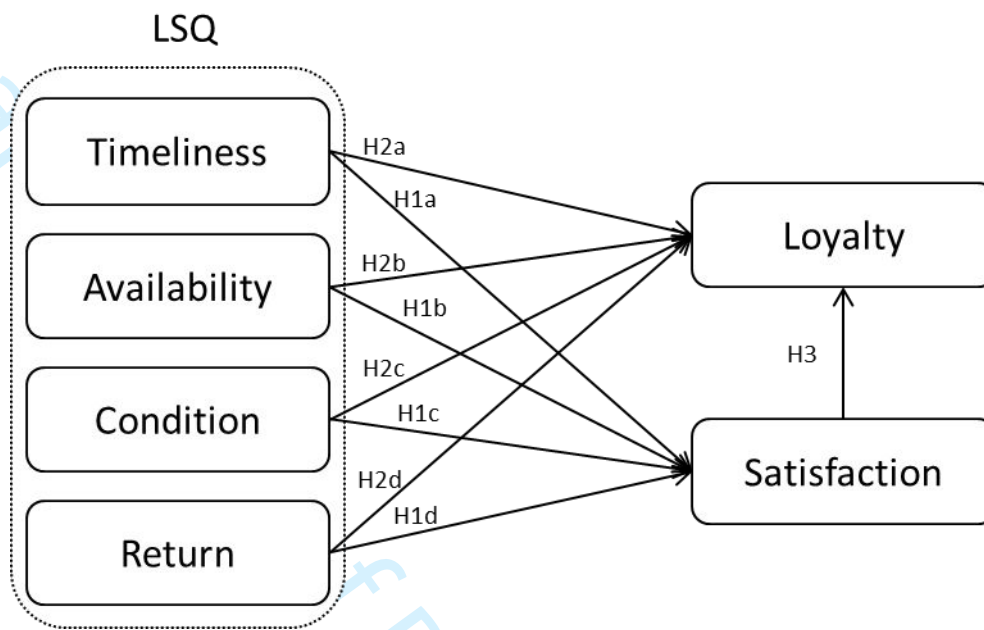 LSQ
Timeliness
Availability
Condition
Return
H2a
H1a
H2b
H1b
H2c
H1c
H2d
H1d
Loyalty
H3
Satisfaction